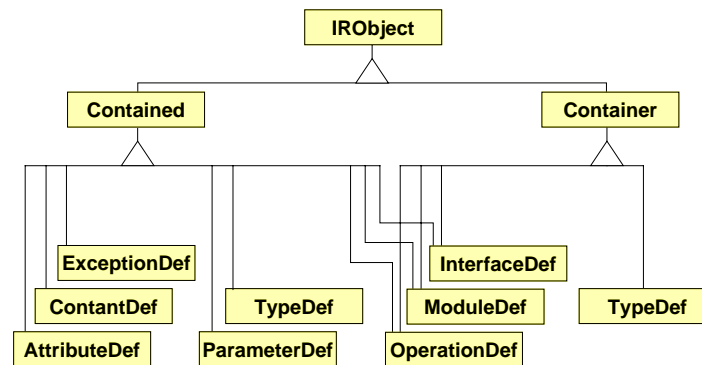 IRObject
Contained
Container
ExceptionDef
InterfaceDef
ContantDef
TypeDef
ModuleDef
TypeDef
AttributeDef
ParameterDef
OperationDef